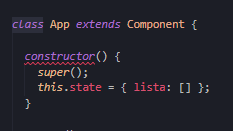 class App extends Component {
constructor() {
super();
this.state = { lista: [] };
}